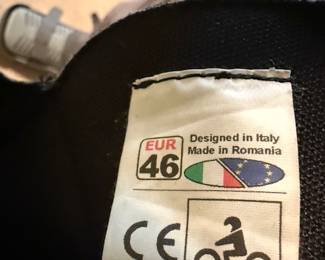 EUR
46
Designed in Italy
Made in Romania
CE